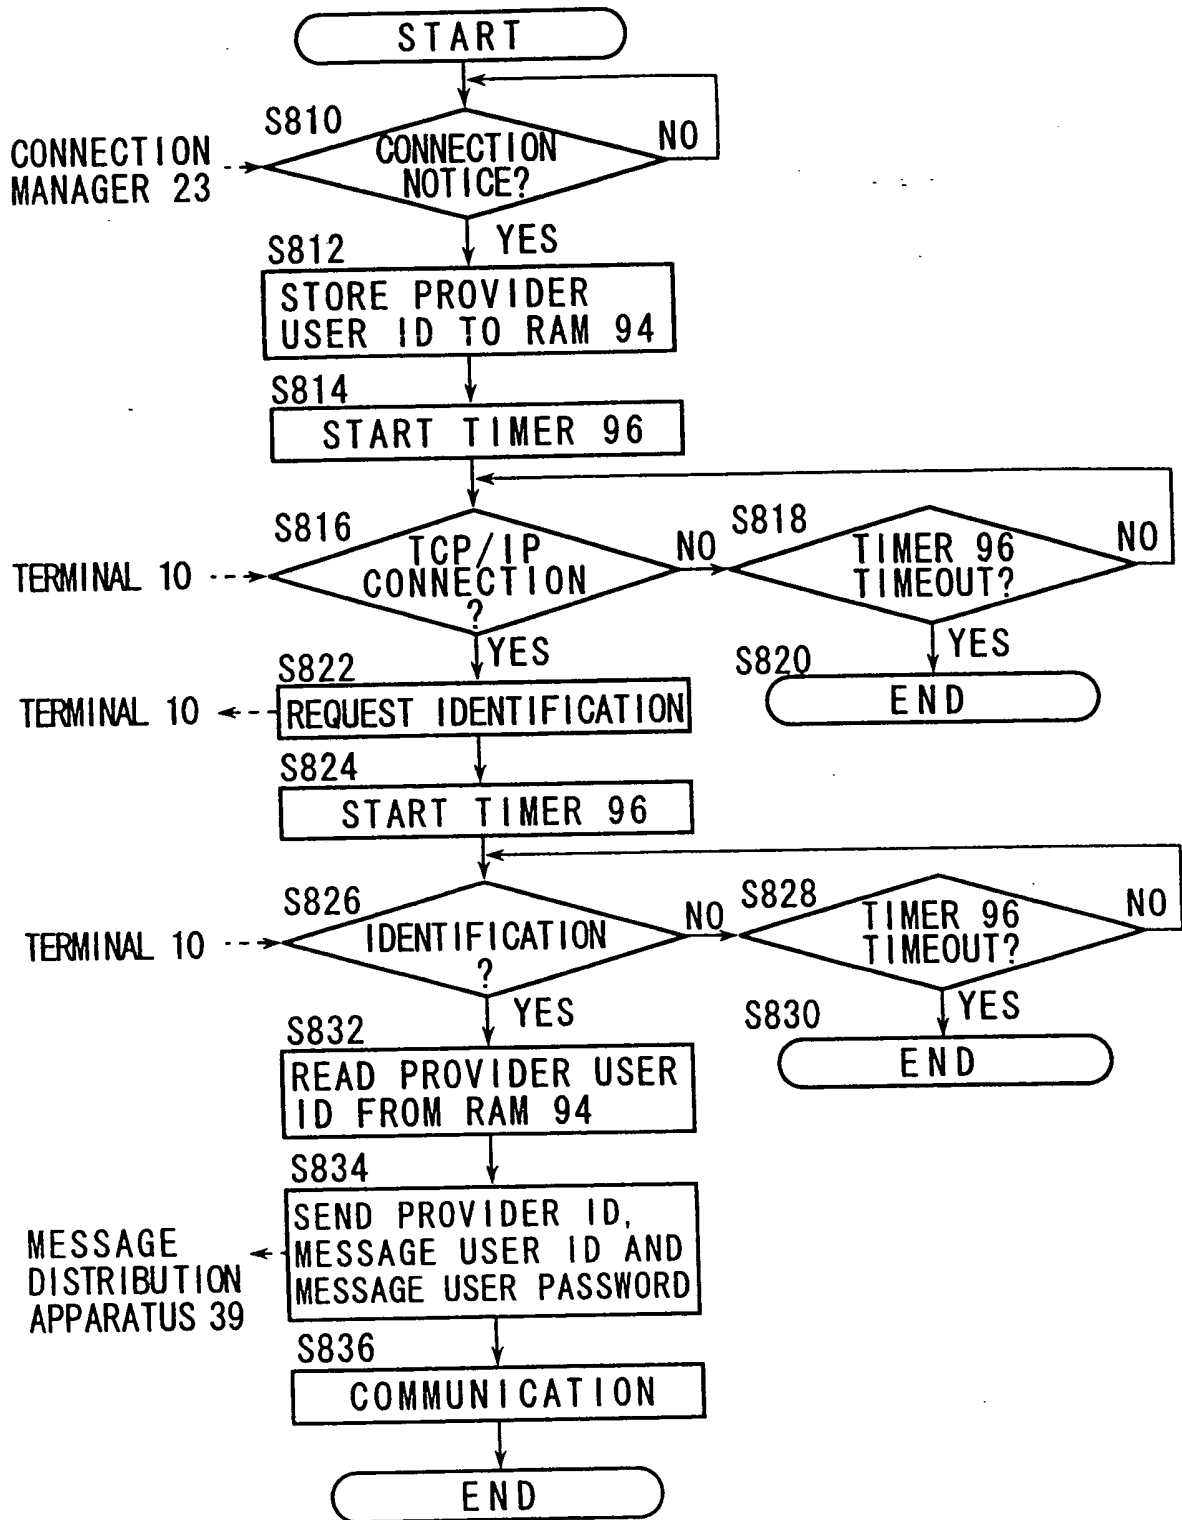 START
S810
CONNECTION
MANAGER 23
CONNECTION
NOTICE?
NO
YES
S812
STORE PROVIDER
USER ID TO RAM 94
S814
START TIMER 96
S816
TERMINAL 10
TCP/IP
CONNECTION
?
NO
S818
TIMER 96
TIMEOUT?
NO
YES
YES
S820
END
S822
TERMINAL 10
REQUEST IDENTIFICATION
S824
START TIMER 96
S826
TERMINAL 10
IDENTIFICATION
?
NO
S828
TIMER 96
TIMEOUT?
NO
YES
YES
S830
END
S832
READ PROVIDER USER
ID FROM RAM 94
S834
SEND PROVIDER ID,
MESSAGE USER ID AND
MESSAGE USER PASSWORD
MESSAGE
DISTRIBUTION
APPARATUS 39
S836
COMMUNICATION
END